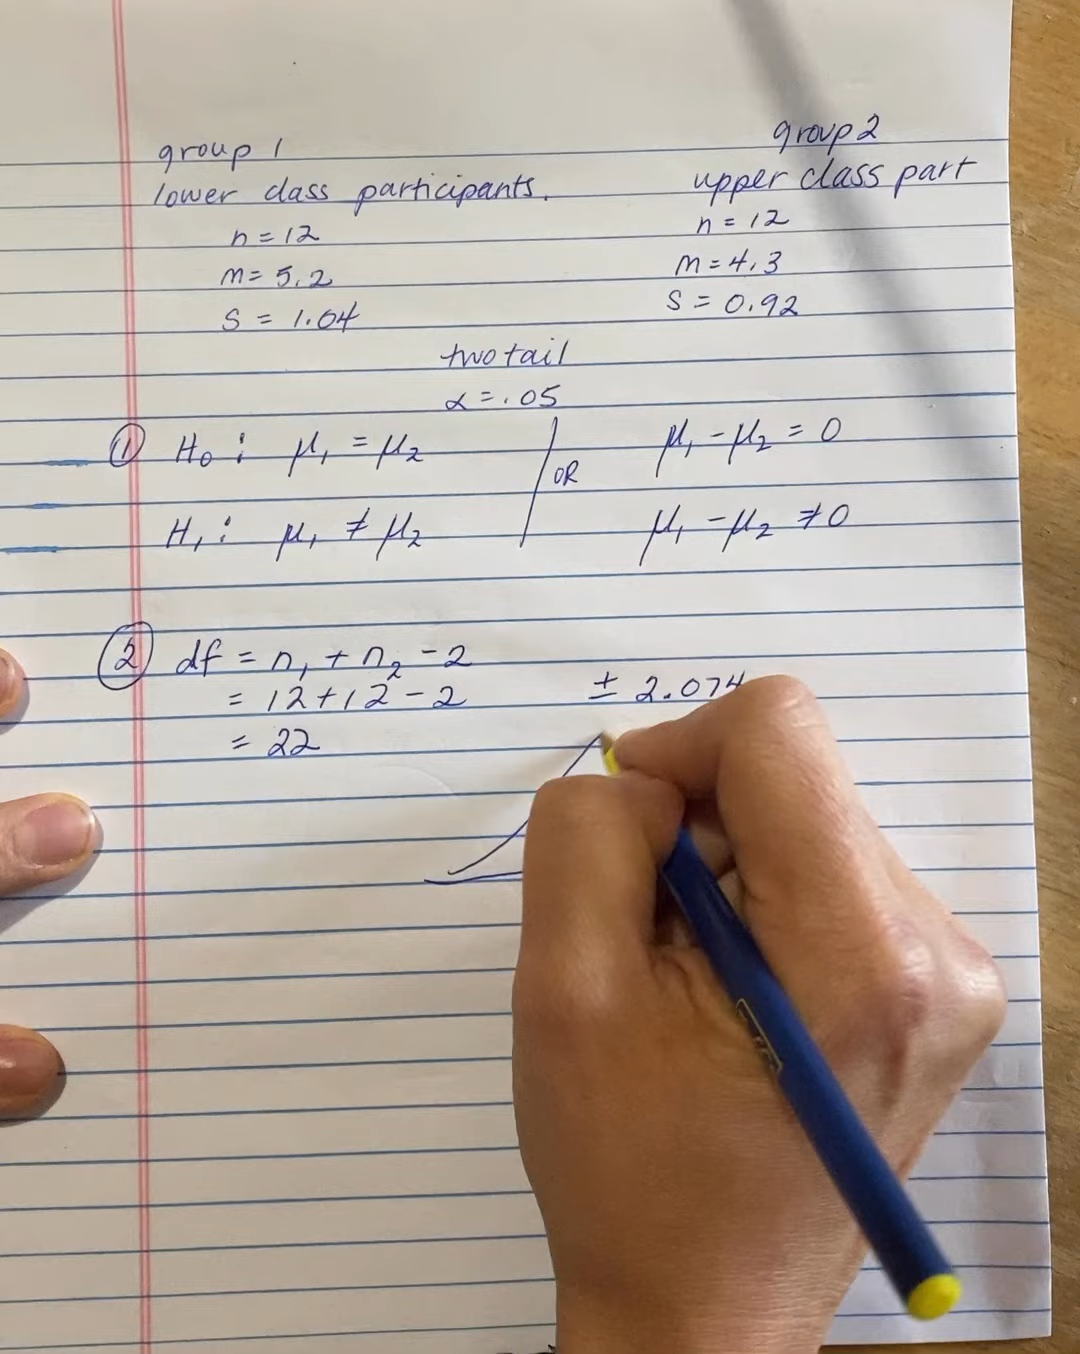 group 1
lower class participants.
n = 12
m = 5.2
s = 1.04
group 2
upper class part
n = 12
m = 4.3
s = 0.92
two tail
α = .05
① H₀ : μ₁ = μ₂
H₁ : μ₁ ≠ μ₂
OR
μ₁ - μ₂ = 0
μ₁ - μ₂ ≠ 0
② df = n₁ + n₂ - 2
= 12 + 12 - 2
= 22
± 2.074